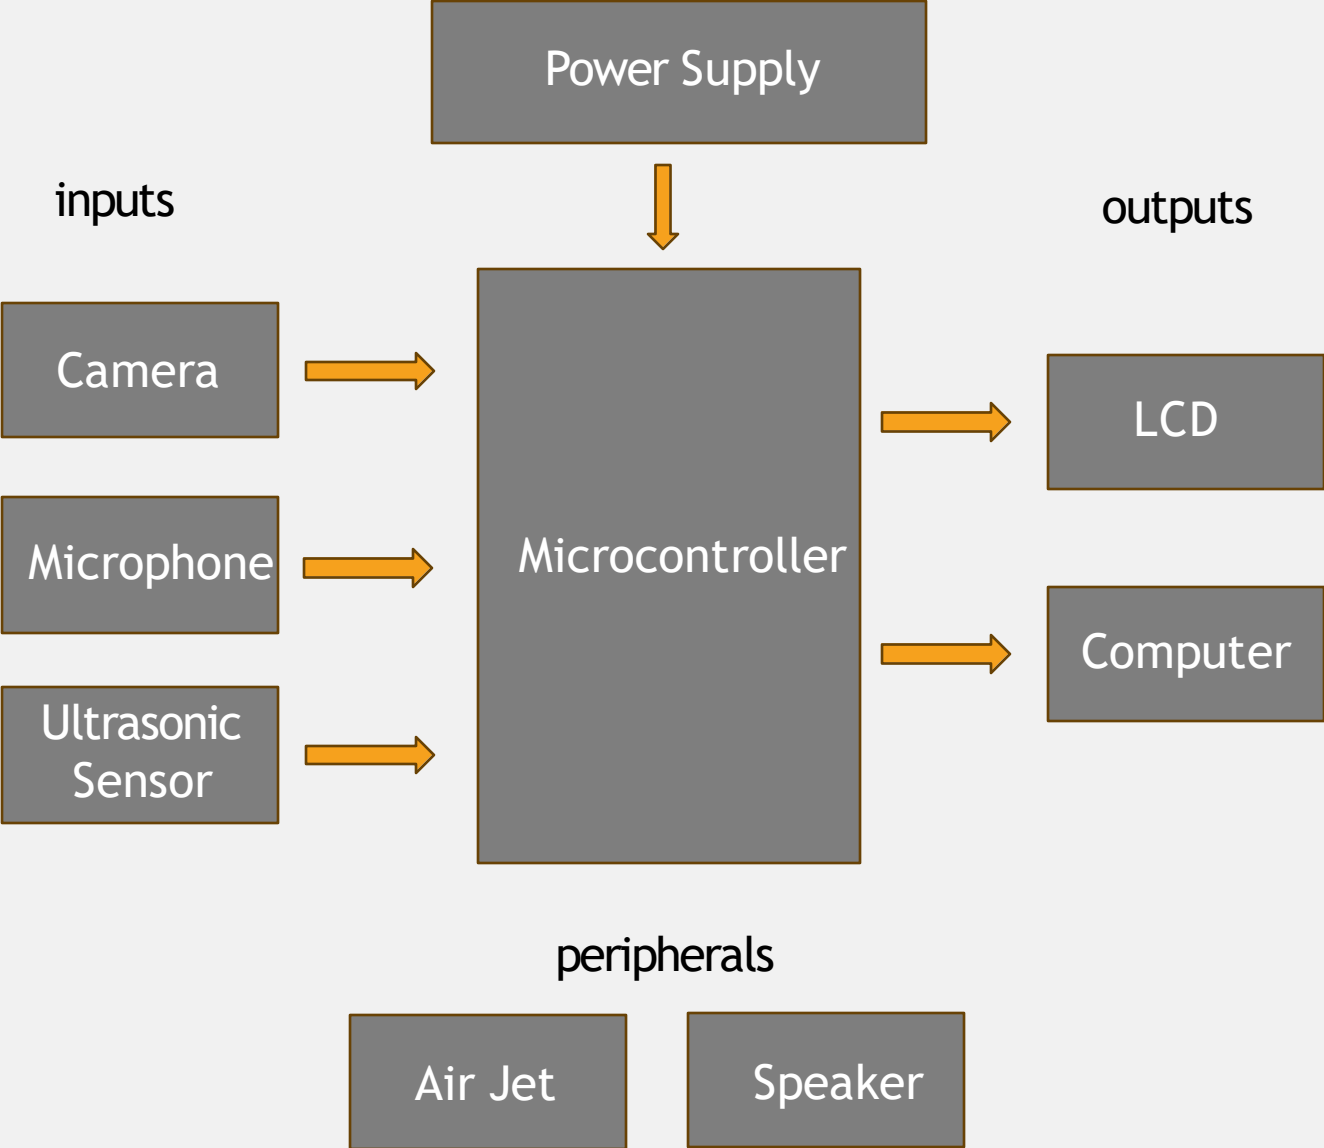 Power Supply
inputs
outputs
Camera
LCD
Microphone
Microcontroller
Computer
Ultrasonic
Sensor
peripherals
Air Jet
Speaker